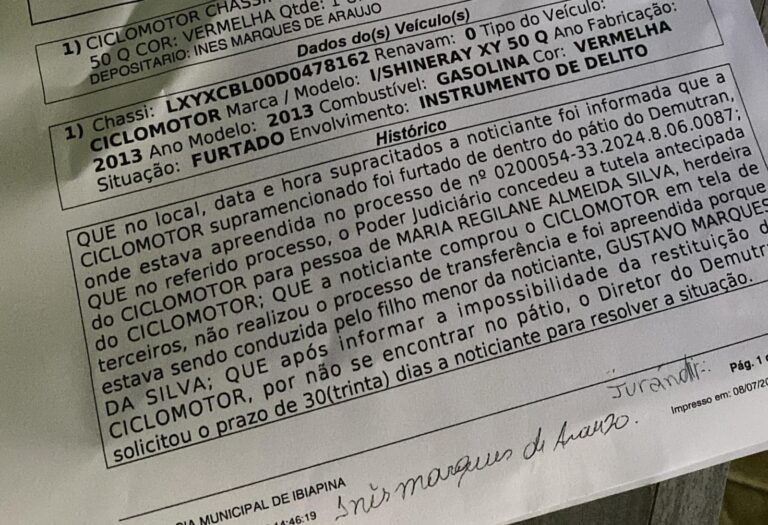 1) CICLOMOTOR CHASSI
50 Q COR: VERMELHA Qtde: 1
DEPOSITARIO: INES MARQUES DE ARAUJO
Dados do(s) Veículo(s)
1) Chassi: LXYXCBL00D0478162 Renavam: 0 Tipo do Veículo:
CICLOMOTOR Marca / Modelo: I/SHINERAY XY 50 Q Ano Fabricação:
2013 Ano Modelo: 2013 Combustível: GASOLINA Cor: VERMELHA
Situação: FURTADO Envolvimento: INSTRUMENTO DE DELITO
Histórico
QUE no local, data e hora supracitados a noticiante foi informada que a
CICLOMOTOR supramencionado foi furtado de dentro do pátio do Demutran,
onde estava apreendida no processo de nº 0200054-33.2024.8.06.0087;
QUE no referido processo, o Poder Judiciário concedeu a tutela antecipada
do CICLOMOTOR para pessoa de MARIA REGILANE ALMEIDA SILVA, herdeira
do CICLOMOTOR; QUE a noticiante comprou o CICLOMOTOR em tela de
terceiros, não realizou o processo de transferência e foi apreendida porque
estava sendo conduzida pelo filho menor da noticiante, GUSTAVO MARQUES
DA SILVA; QUE após informar a impossibilidade da restituição d
CICLOMOTOR, por não se encontrar no pátio, o Diretor do Demutra
solicitou o prazo de 30(trinta) dias a noticiante para resolver a situação.
Jurandir
Pág. 1
Impresso em: 08/07/20
IA MUNICIPAL DE IBIAPINA
14:46:19
Inis Marques de Araujo.